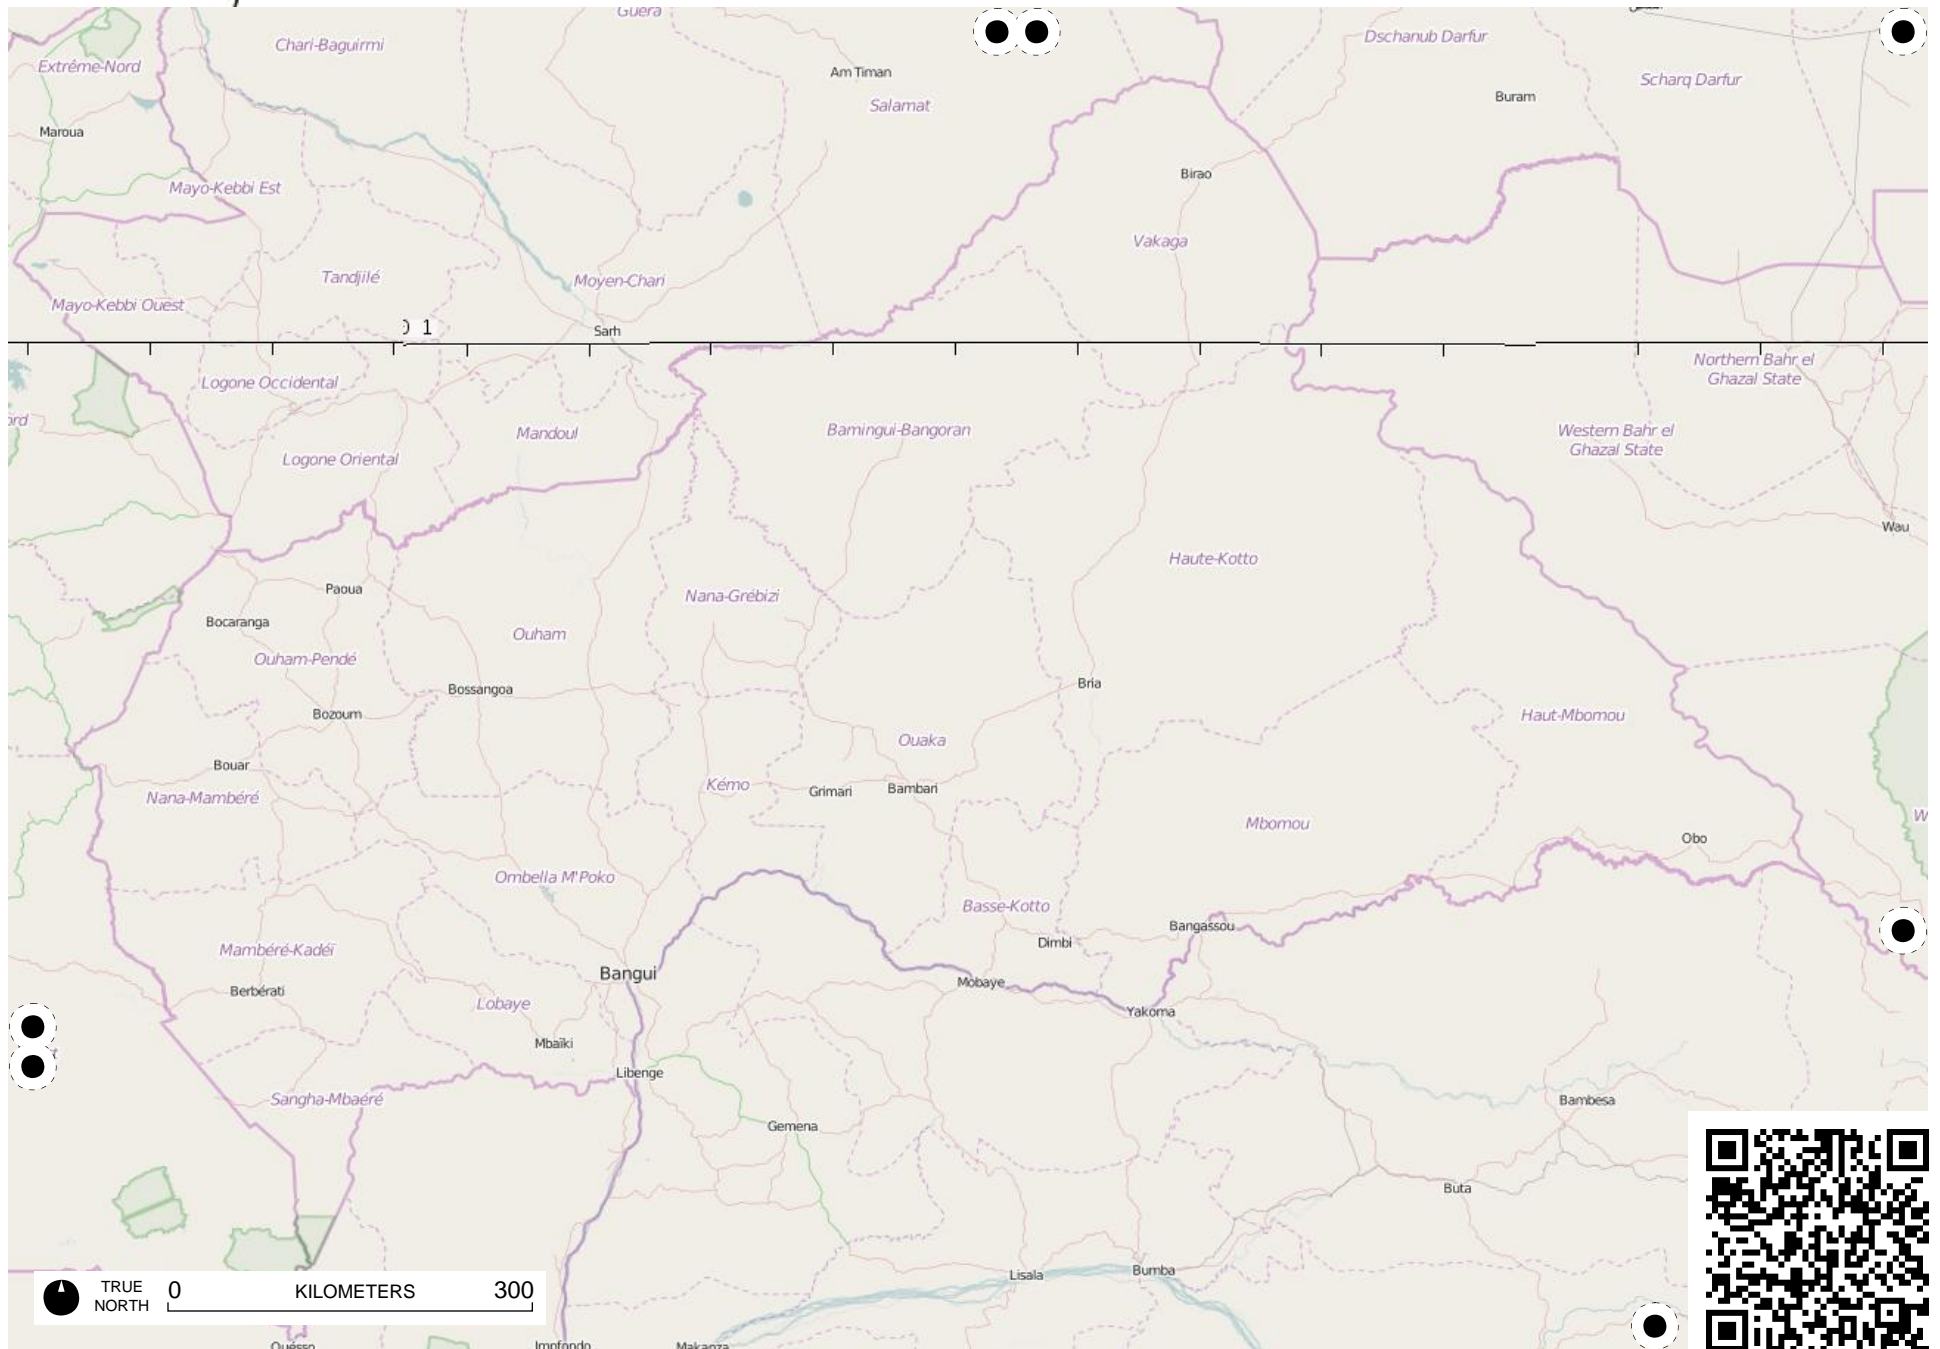 Guéra
Chari-Baguirmi
Dschanub Darfur
Extrême-Nord
Am Timan
Scharq Darfur
Salamat
Buram
Maroua
Birao
Mayo-Kebbi Est
Vakaga
Tandjilé
Moyen-Chari
Mayo-Kebbi Ouest
0 1
Sarh
Northern Bahr el
Ghazal State
Logone Occidental
ord
Bamingui-Bangoran
Mandoul
Western Bahr el
Ghazal State
Logone Oriental
Wau
Haute-Kotto
Paoua
Nana-Grébizi
Bocaranga
Ouham
Ouham-Pendé
Bria
Bossangoa
Bozoum
Haut-Mbomou
Ouaka
Bouar
Kémo
Grimari
Bambari
Nana-Mambéré
W
Mbomou
Obo
Ombella M'Poko
Basse-Kotto
Bangassou
Dimbi
Mambéré-Kadéï
Bangui
Mobaye
Berbérati
Lobaye
Yakoma
Mbaïki
Libenge
Sangha-Mbaéré
Bambesa
Gemena
Buta
Bumba
Lisala
TRUE
NORTH
0 KILOMETERS 300
Ouésso
Impfondo
Makanza